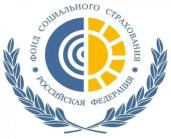 ФОНД СОЦИАЛЬНОГО СТРАХОВАНИЯ
РОССИЙСКАЯ ФЕДЕРАЦИЯ